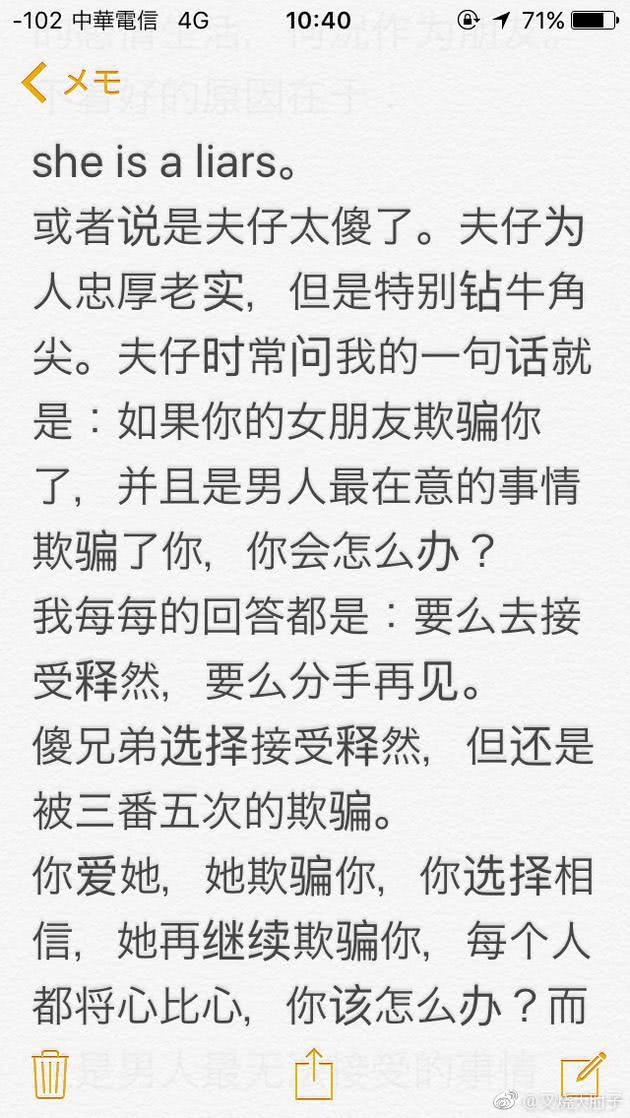 -102 中華電信 4G 10:40 71%
メモ
she is a liars。
或者说是夫仔太傻了。夫仔为
人忠厚老实，但是特别钻牛角
尖。夫仔时常问我的一句话就
是：如果你的女朋友欺骗你
了，并且是男人最在意的事情
欺骗了你，你会怎么办？
我每每的回答都是：要么去接
受释然，要么分手再见。
傻兄弟选择接受释然，但还是
被三番五次的欺骗。
你爱她，她欺骗你，你选择相
信，她再继续欺骗你，每个人
都将心比心，你该怎么办？而